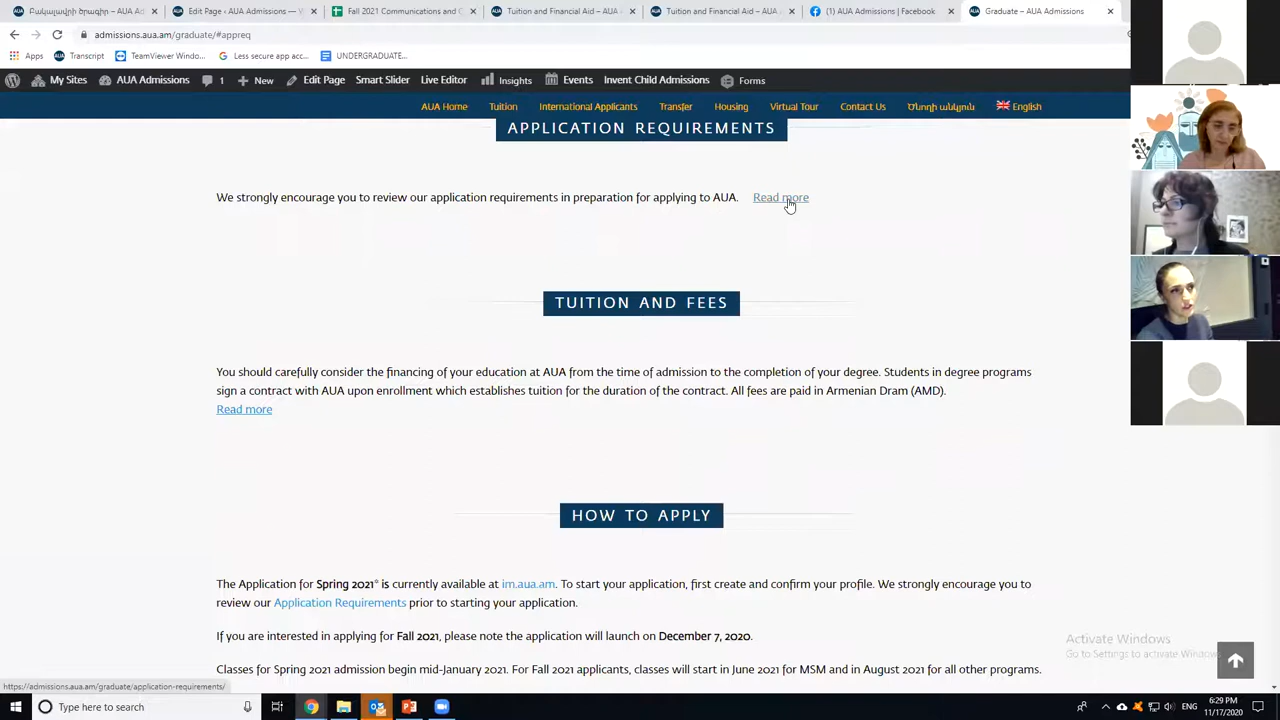 Բակալավրի ծրագիր – AUA Ad
Edit Page ‹ AUA Admissions — 
Fall 2021 Communications and C
Tuition and Financial Aid – AUA
Tuition and Financial Aid – AUA
(1) AUA Admissions | Facebook
Graduate – AUA Admissions
admissions.aua.am/graduate/#appreq
Apps
Transcript
TeamViewer Windo...
Less secure app acc...
UNDERGRADUATE...
My Sites
AUA Admissions
1
New
Edit Page
Smart Slider
Live Editor
Insights
Events
Invent Child Admissions
Forms
AUA Home
Tuition
International Applicants
Transfer
Housing
Virtual Tour
Contact Us
Ծնողի անկյուն
English
APPLICATION REQUIREMENTS
We strongly encourage you to review our application requirements in preparation for applying to AUA. Read more
TUITION AND FEES
You should carefully consider the financing of your education at AUA from the time of admission to the completion of your degree. Students in degree programs
sign a contract with AUA upon enrollment which establishes tuition for the duration of the contract. All fees are paid in Armenian Dram (AMD).
Read more
HOW TO APPLY
The Application for Spring 2021* is currently available at im.aua.am. To start your application, first create and confirm your profile. We strongly encourage you to
review our Application Requirements prior to starting your application.
If you are interested in applying for Fall 2021, please note the application will launch on December 7, 2020.
Classes for Spring 2021 admission begin mid-January 2021. For Fall 2021 applicants, classes will start in June 2021 for MSM and in August 2021 for all other programs.
Activate Windows
Go to Settings to activate Windows.
https://admissions.aua.am/graduate/application-requirements/
Type here to search
ENG
6:29 PM
11/17/2020